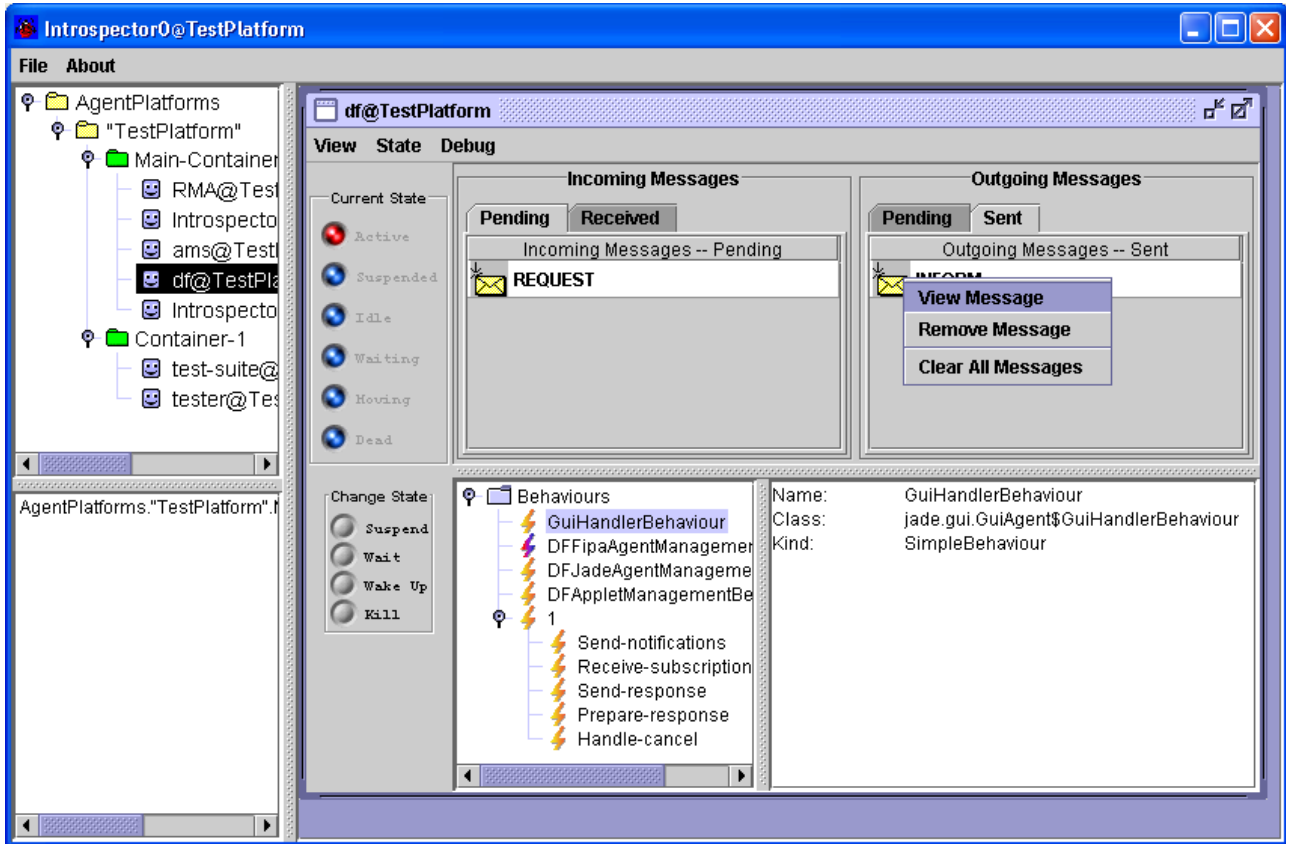 Introspector0@TestPlatform
File About
AgentPlatforms
"TestPlatform"
Main-Container
RMA@Test
Introspecto
ams@Test
df@TestPla
Introspecto
Container-1
test-suite@
tester@Tes
AgentPlatforms."TestPlatform".
df@TestPlatform
View State Debug
Current State
Active
Suspended
Idle
Waiting
Moving
Dead
Incoming Messages
Pending Received
Incoming Messages -- Pending
REQUEST
Outgoing Messages
Pending Sent
Outgoing Messages -- Sent
INFORM
View Message
Remove Message
Clear All Messages
Change State
Suspend
Wait
Wake Up
Kill
Behaviours
GuiHandlerBehaviour
DFFipaAgentManagemer
DFJadeAgentManageme
DFAppletManagementBe
1
Send-notifications
Receive-subscription
Send-response
Prepare-response
Handle-cancel
Name: GuiHandlerBehaviour
Class: jade.gui.GuiAgent$GuiHandlerBehaviour
Kind: SimpleBehaviour